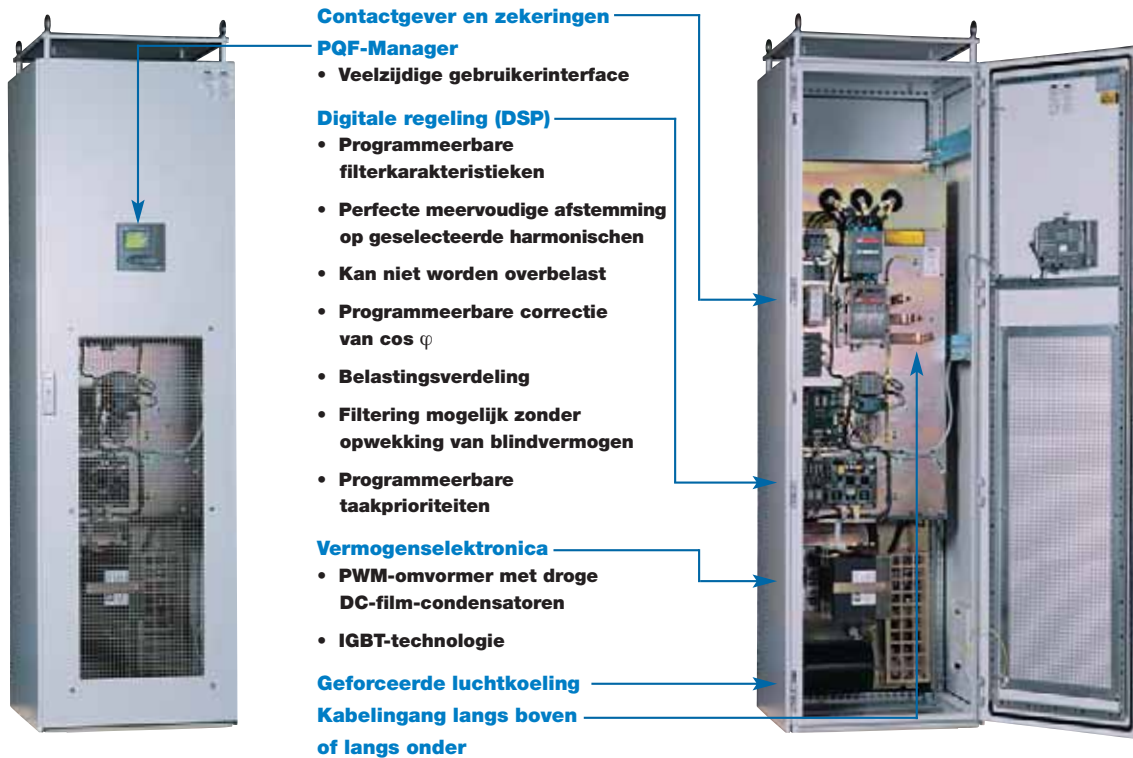 Contactgever en zekeringen
PQF-Manager
• Veelzijdige gebruikerinterface
Digitale regeling (DSP)
• Programmeerbare
filterkarakteristieken
• Perfecte meervoudige afstemming
op geselecteerde harmonischen
• Kan niet worden overbelast
• Programmeerbare correctie
van cos φ
• Belastingsverdeling
• Filtering mogelijk zonder
opwekking van blindvermogen
• Programmeerbare
taakprioriteiten
Vermogenselektronica
• PWM-omvormer met droge
DC-film-condensatoren
• IGBT-technologie
Geforceerde luchtkoeling
Kabelingang langs boven
of langs onder